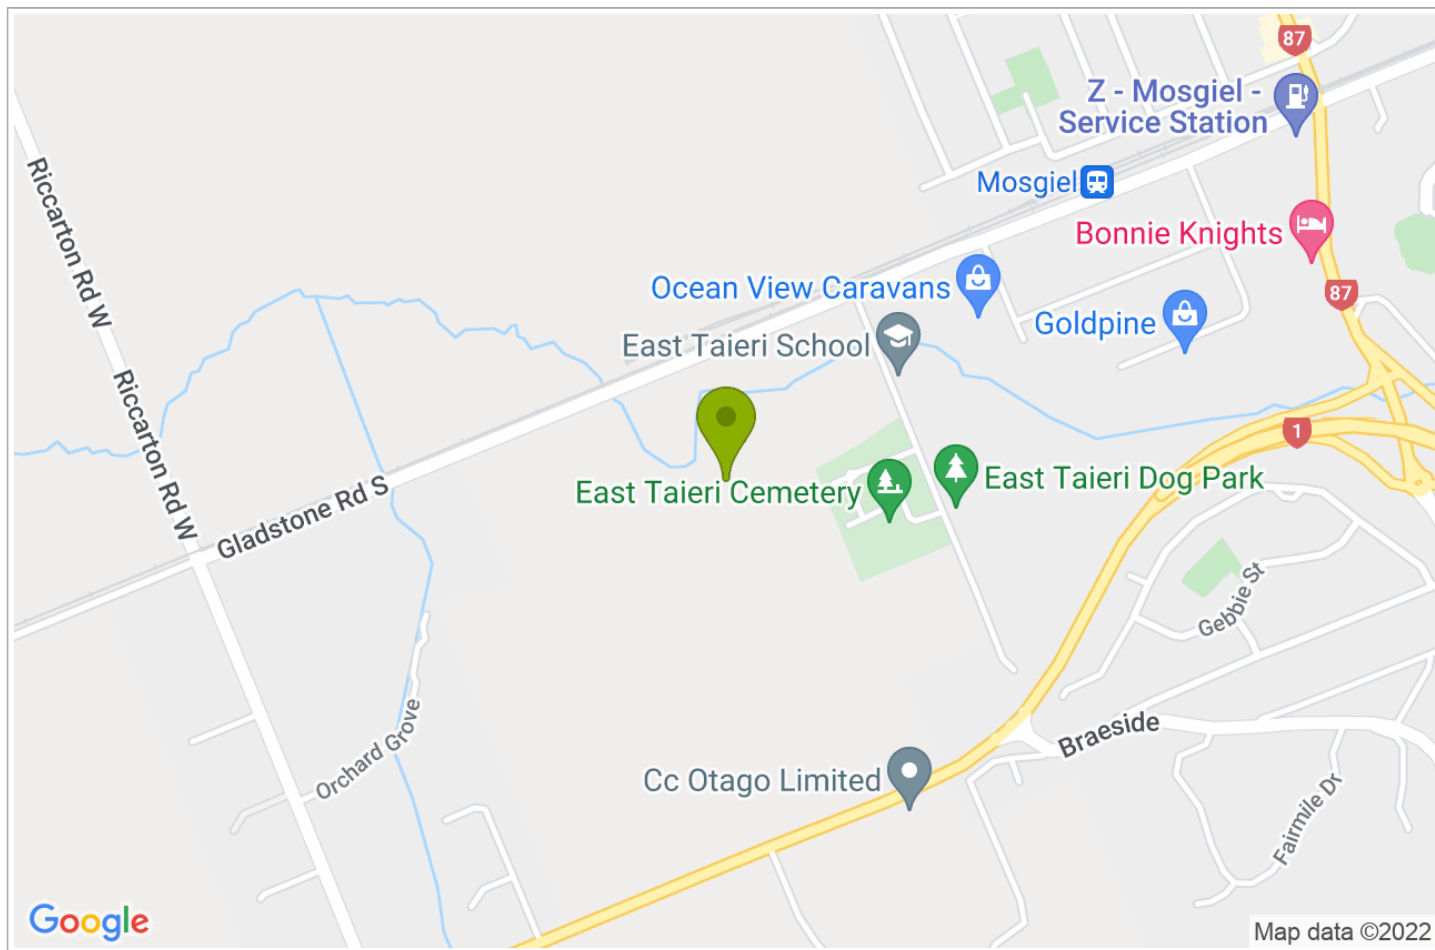 87
Z - Mosgiel -
Service Station
Mosgiel
Riccarton Rd W
Bonnie Knights
Ocean View Caravans
87
Goldpine
East Taieri School
Riccarton Rd W
1
East Taieri Dog Park
East Taieri Cemetery
Gladstone Rd S
Gebbie St
Orchard Grove
Braeside
Cc Otago Limited
Fairmile Dr
Google
Map data ©2022